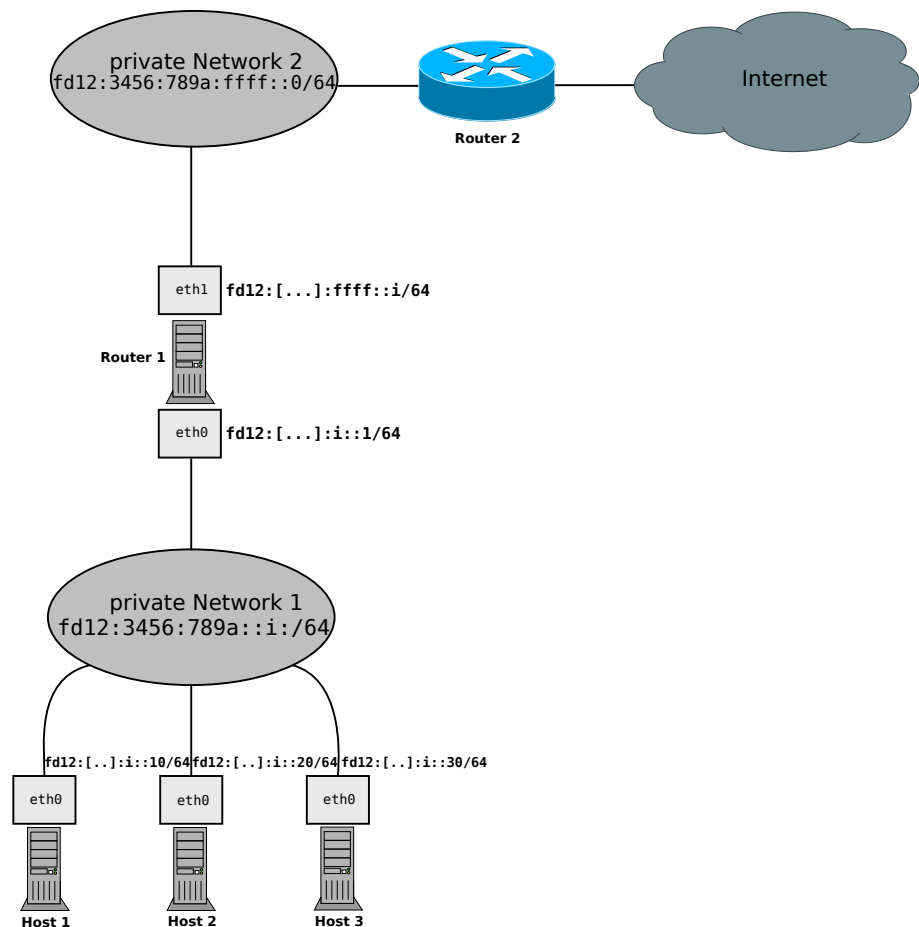 private Network 2
fd12:3456:789a:ffff::0/64
Internet
Router 2
eth1
fd12:[...]:ffff::i/64
Router 1
eth0
fd12:[...]:i::1/64
private Network 1
fd12:3456:789a::i:/64
fd12:[..]:i::10/64
fd12:[..]:i::20/64
fd12:[..]:i::30/64
eth0
eth0
eth0
Host 1
Host 2
Host 3